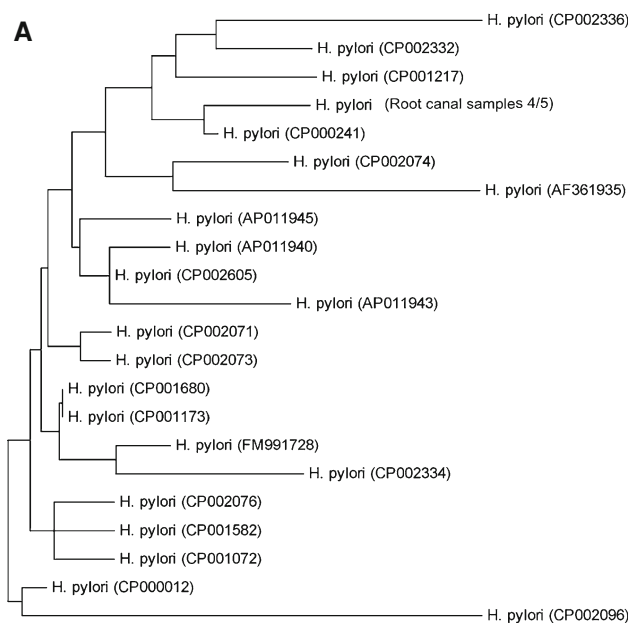 A
H. pylori (CP002336)
H. pylori (CP002332)
H. pylori (CP001217)
H. pylori (Root canal samples 4/5)
H. pylori (CP000241)
H. pylori (CP002074)
H. pylori (AF361935)
H. pylori (AP011945)
H. pylori (AP011940)
H. pylori (CP002605)
H. pylori (AP011943)
H. pylori (CP002071)
H. pylori (CP002073)
H. pylori (CP001680)
H. pylori (CP001173)
H. pylori (FM991728)
H. pylori (CP002334)
H. pylori (CP002076)
H. pylori (CP001582)
H. pylori (CP001072)
H. pylori (CP000012)
H. pylori (CP002096)